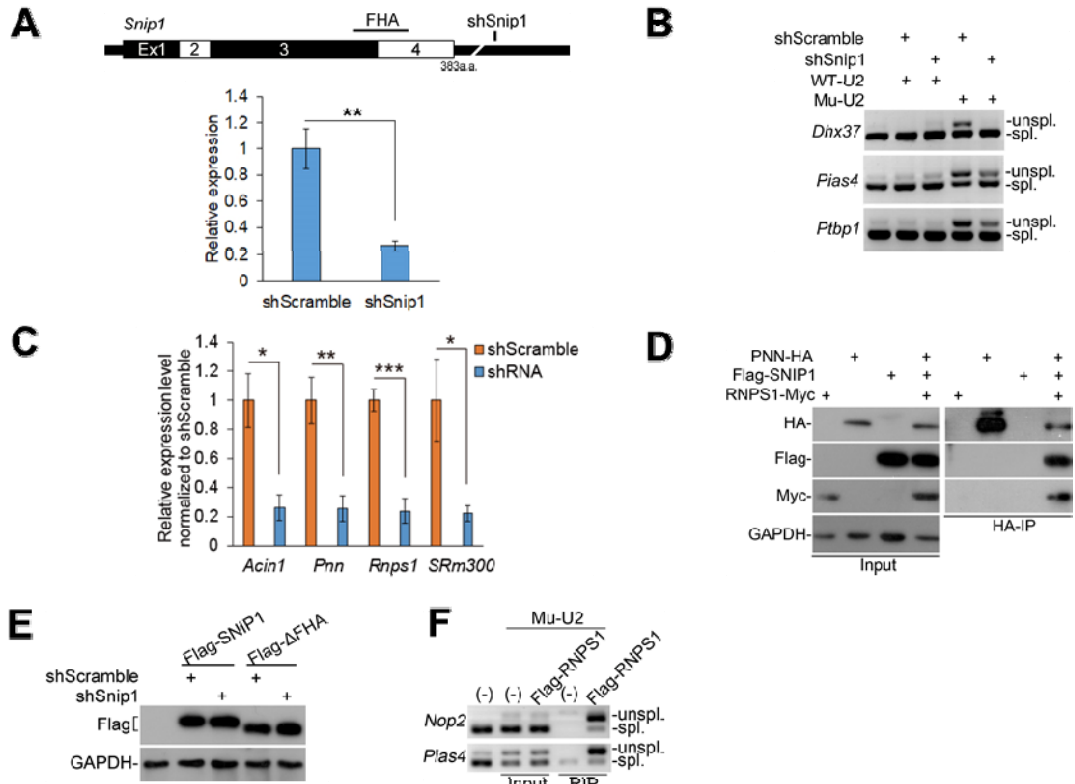 A
Snip1
FHA
shSnip1
Ex1 2 3 4
383a.a.
Relative expression
**
1.4
1.2
1
0.8
0.6
0.4
0.2
0
shScramble shSnip1
B
shScramble + +
shSnip1 + +
WT-U2 + +
Mu-U2 + +
Dhx37 -unspl.
-spl.
Pias4 -unspl.
-spl.
Ptbp1 -unspl.
-spl.
C
Relative expression level
normalized to shScramble
1.4
1.2
1
0.8
0.6
0.4
0.2
0
* ** *** *
shScramble
shRNA
Acin1 Pnn Rnps1 SRm300
D
PNN-HA + + + +
Flag-SNIP1 + + + +
RNPS1-Myc + + + +
HA-
Flag-
Myc-
GAPDH-
Input
HA-IP
E
Flag-SNiP1 Flag-ΔFHA
shScramble + +
shSnip1 + +
Flag[
GAPDH-
F
Mu-U2
(-) (-) Flag-RNPS1 (-) Flag-RNPS1
Nop2 -unspl.
-spl.
Pias4 -unspl.
-spl.
Input RIP